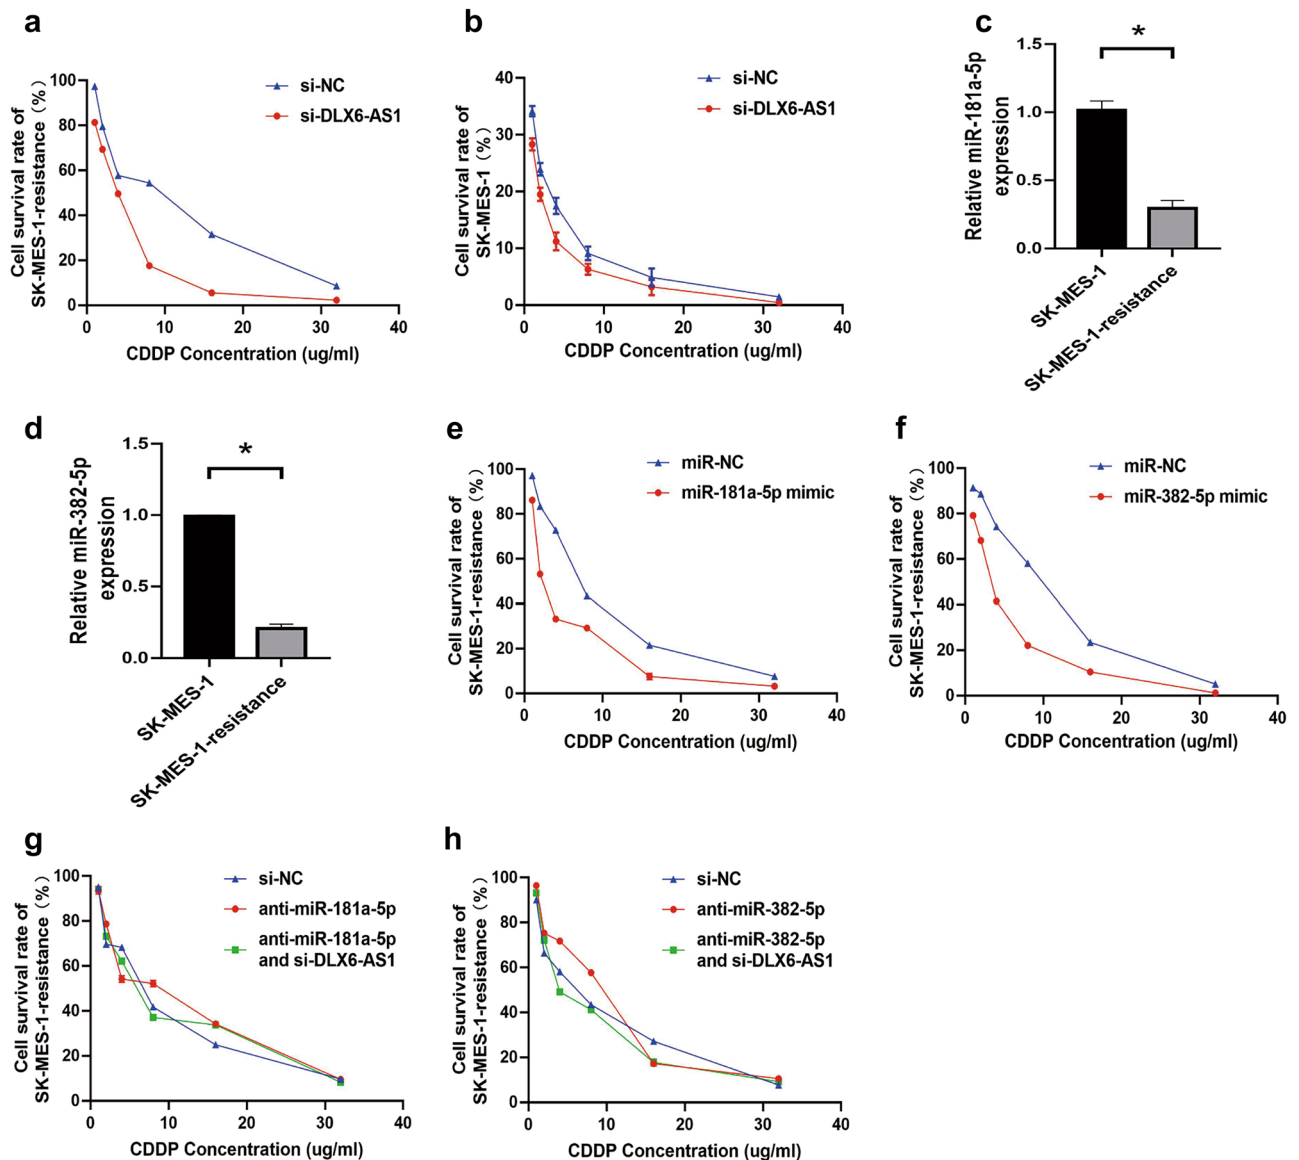 a
Cell survival rate of
SK-MES-1-resistance (%)
100
80
60
40
20
0
0 10 20 30 40
CDDP Concentration (ug/ml)
si-NC
si-DLX6-AS1
b
Cell survival rate of
SK-MES-1 (%)
40
30
20
10
0
0 10 20 30 40
CDDP Concentration (ug/ml)
si-NC
si-DLX6-AS1
c
Relative miR-181a-5p
expression
1.5
1.0
0.5
0.0
*
SK-MES-1
SK-MES-1-resistance
d
Relative miR-382-5p
expression
1.5
1.0
0.5
0.0
*
SK-MES-1
SK-MES-1-resistance
e
Cell survival rate of
SK-MES-1-resistance (%)
100
80
60
40
20
0
0 10 20 30 40
CDDP Concentration (ug/ml)
miR-NC
miR-181a-5p mimic
f
Cell survival rate of
SK-MES-1-resistance (%)
100
80
60
40
20
0
0 10 20 30 40
CDDP Concentration (ug/ml)
miR-NC
miR-382-5p mimic
g
Cell survival rate of
SK-MES-1-resistance (%)
100
80
60
40
20
0
0 10 20 30 40
CDDP Concentration (ug/ml)
si-NC
anti-miR-181a-5p
anti-miR-181a-5p
and si-DLX6-AS1
h
Cell survival rate of
SK-MES-1-resistance (%)
100
80
60
40
20
0
0 10 20 30 40
CDDP Concentration (ug/ml)
si-NC
anti-miR-382-5p
anti-miR-382-5p
and si-DLX6-AS1